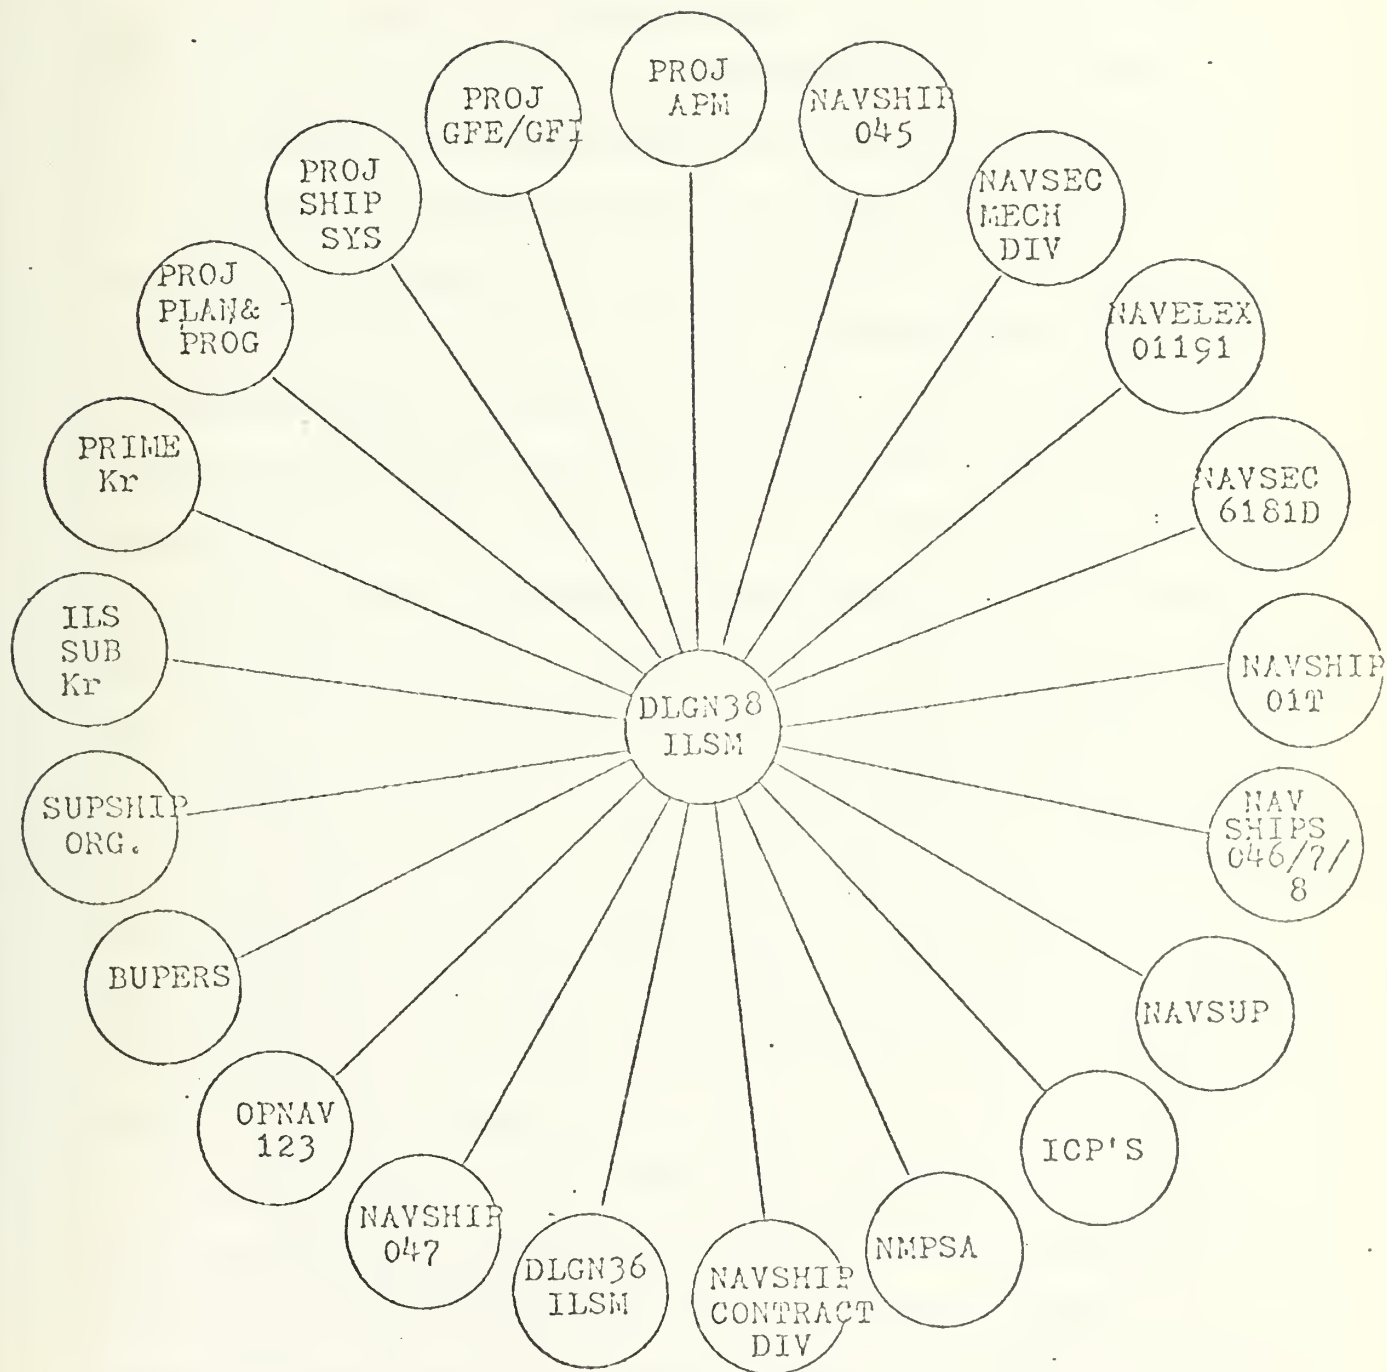 PROJ
APM
NAVSHIP
045
NAVSEC
MECH
DIV
NAVELEX
01191
NAVSEC
6181D
NAVSHIP
01T
NAV
SHIPS
046/7/
8
NAVSUP
ICP'S
NMPSA
NAVSHIP
CONTRACT
DIV
DLGN36
ILSM
NAVSHIP
047
OPNAV
123
BUPERS
SUPSHIP
ORG.
ILS
SUB
Kr
PRIME
Kr
PROJ
PLAN&
PROG
PROJ
SHIP
SYS
PROJ
GFE/GFI
DLGN38
ILSM